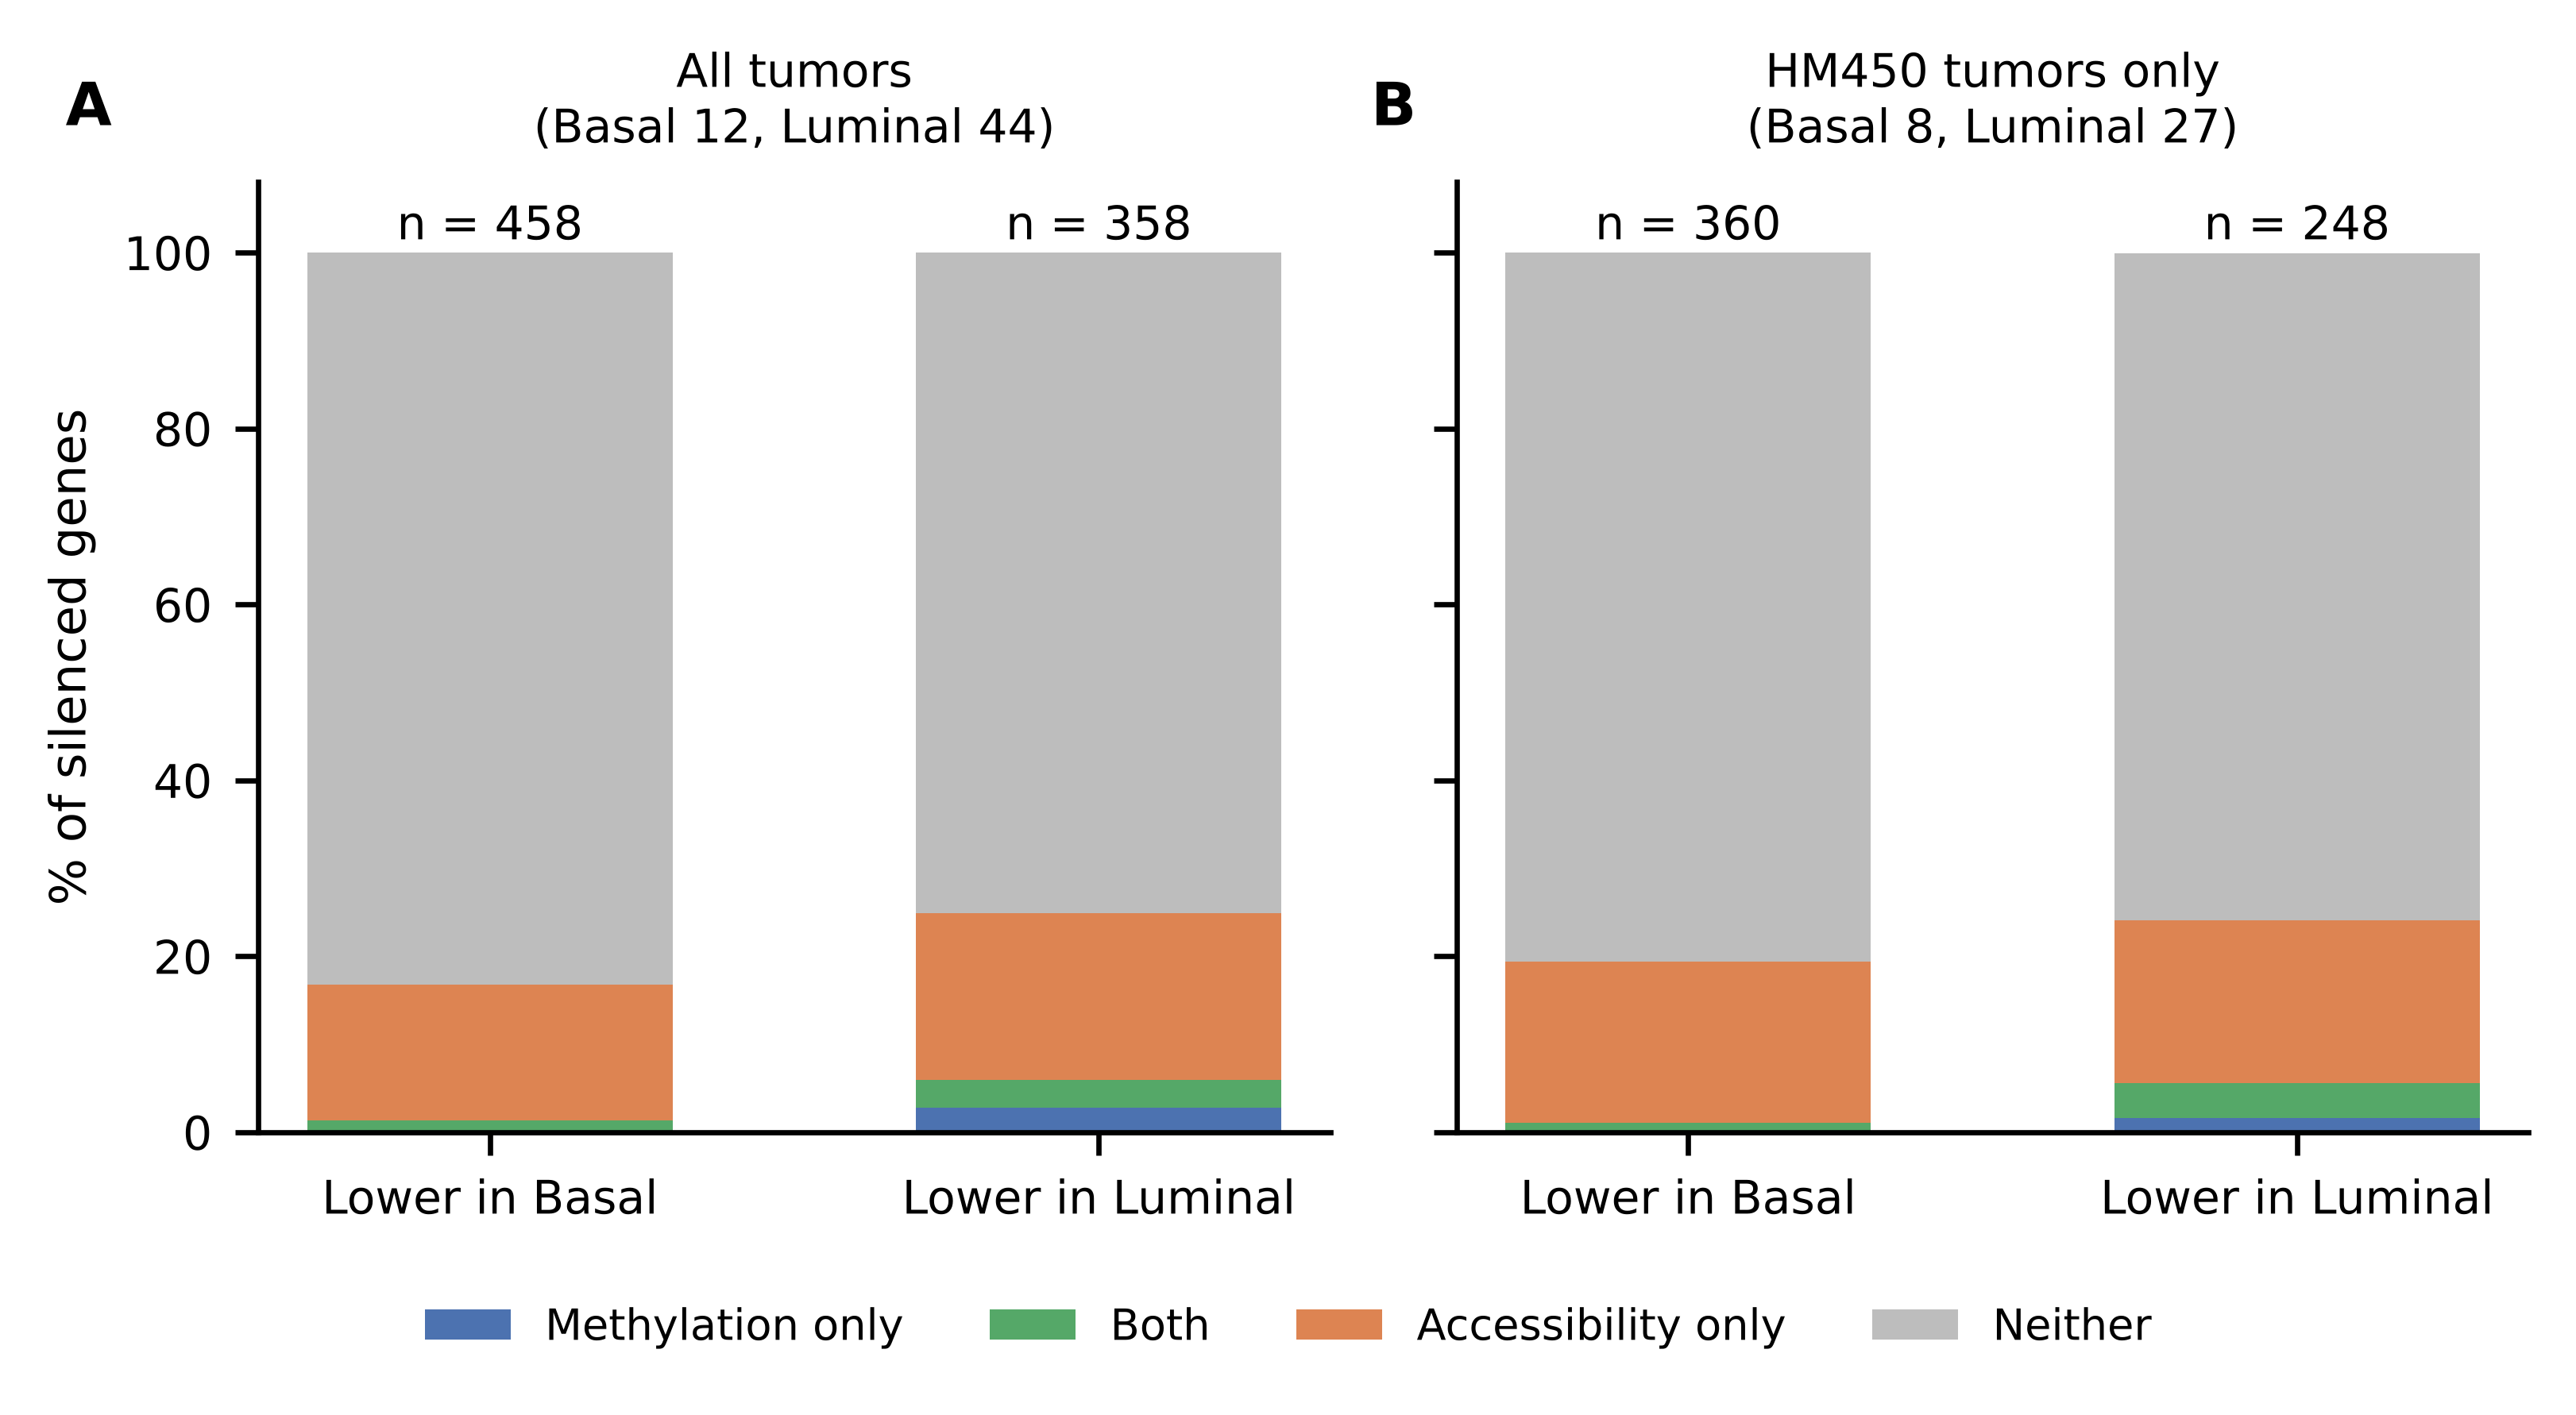 A
All tumors
(Basal 12, Luminal 44)
n = 458
n = 358
% of silenced genes
100
80
60
40
20
0
Lower in Basal
Lower in Luminal
B
HM450 tumors only
(Basal 8, Luminal 27)
n = 360
n = 248
Lower in Basal
Lower in Luminal
Methylation only
Both
Accessibility only
Neither